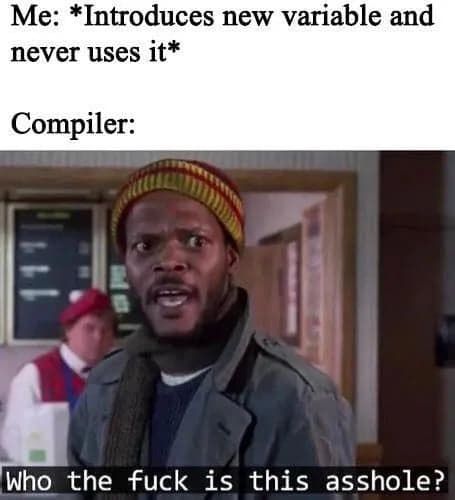 Me: *Introduces new variable and
never uses it*
Compiler:
Who the fuck is this asshole?